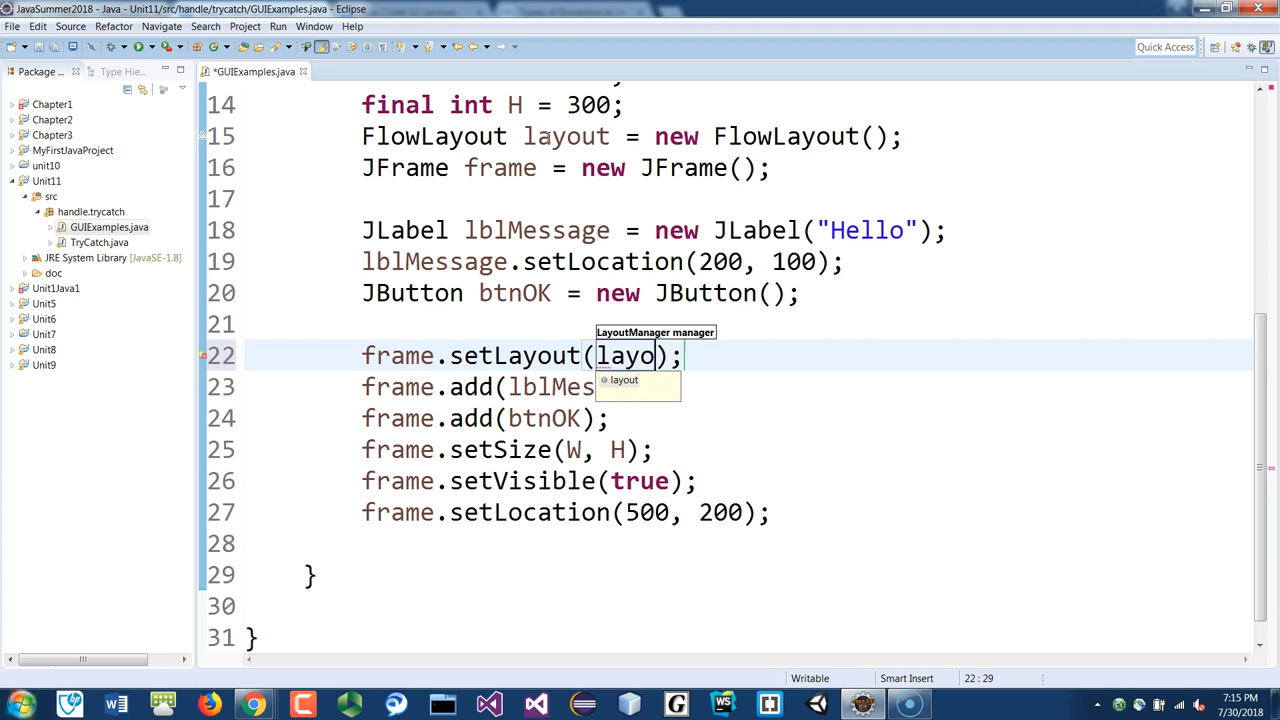 JavaSummer2018 - Java - Unit11/src/handle/trycatch/GUIExamples.java - Eclipse
File Edit Source Refactor Navigate Search Project Run Window Help
Quick Access
Package ... Type Hie...
*GUIExamples.java
Chapter1
Chapter2
Chapter3
MyFirstJavaProject
unit10
Unit11
src
handle.trycatch
GUIExamples.java
TryCatch.java
JRE System Library [JavaSE-1.8]
doc
Unit1Java1
Unit5
Unit6
Unit7
Unit8
Unit9
14 final int H = 300;
15 FlowLayout layout = new FlowLayout();
16 JFrame frame = new JFrame();
17
18 JLabel lblMessage = new JLabel("Hello");
19 lblMessage.setLocation(200, 100);
20 JButton btnOK = new JButton();
21
LayoutManager manager
22 frame.setLayout(layo);
layout
23 frame.add(lblMes
24 frame.add(btnOK);
25 frame.setSize(W, H);
26 frame.setVisible(true);
27 frame.setLocation(500, 200);
28
29 }
30
31 }
Writable Smart Insert 22 : 29
7:15 PM
7/30/2018